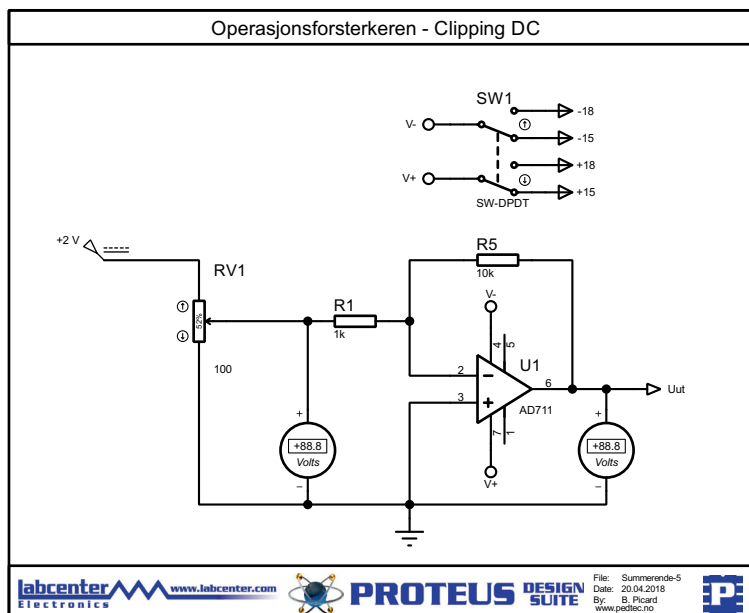 Operasjonsforsterkeren - Clipping DC
SW1
-18
V-
-15
+18
V+
+15
SW-DPDT
+2 V
RV1
52%
100
R1
1k
R5
10k
V-
4
5
U1
2
3
6
AD711
7
1
V+
Uut
+
+88.8
Volts
−
+
+88.8
Volts
−
labcenter
Electronics
www.labcenter.com
PROTEUS DESIGN SUITE
File: Summerende-5
Date: 20.04.2018
By: B. Picard
www.pedtec.no
P